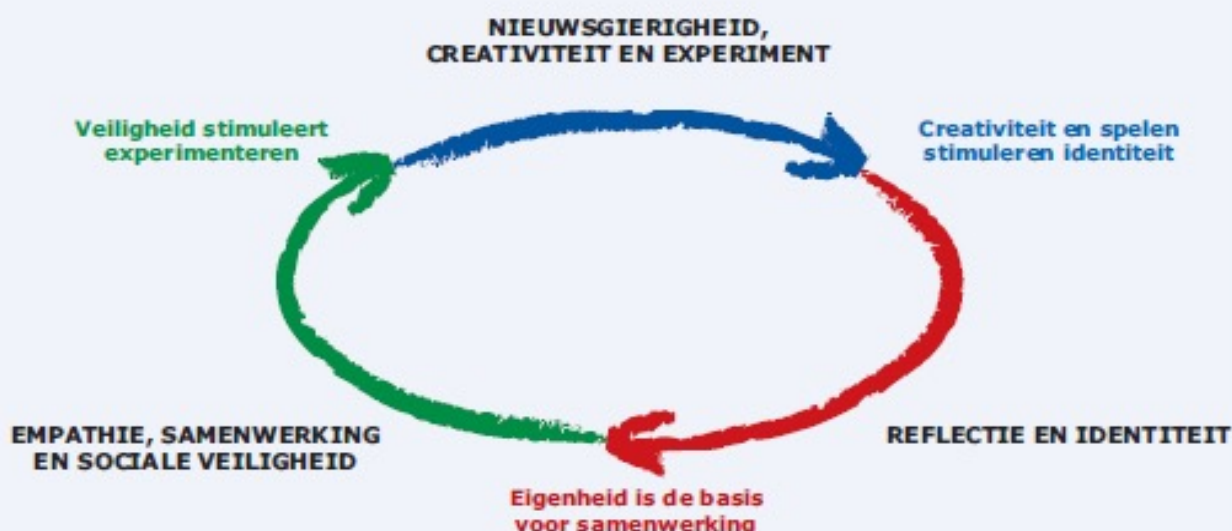 NIEUWSGIERIGHEID,
CREATIVITEIT EN EXPERIMENT
Veiligheid stimuleert
experimenteren
Creativiteit en spelen
stimuleren identiteit
EMPATHIE, SAMENWERKING
EN SOCIALE VEILIGHEID
REFLECTIE EN IDENTITEIT
Eigenheid is de basis
voor samenwerking